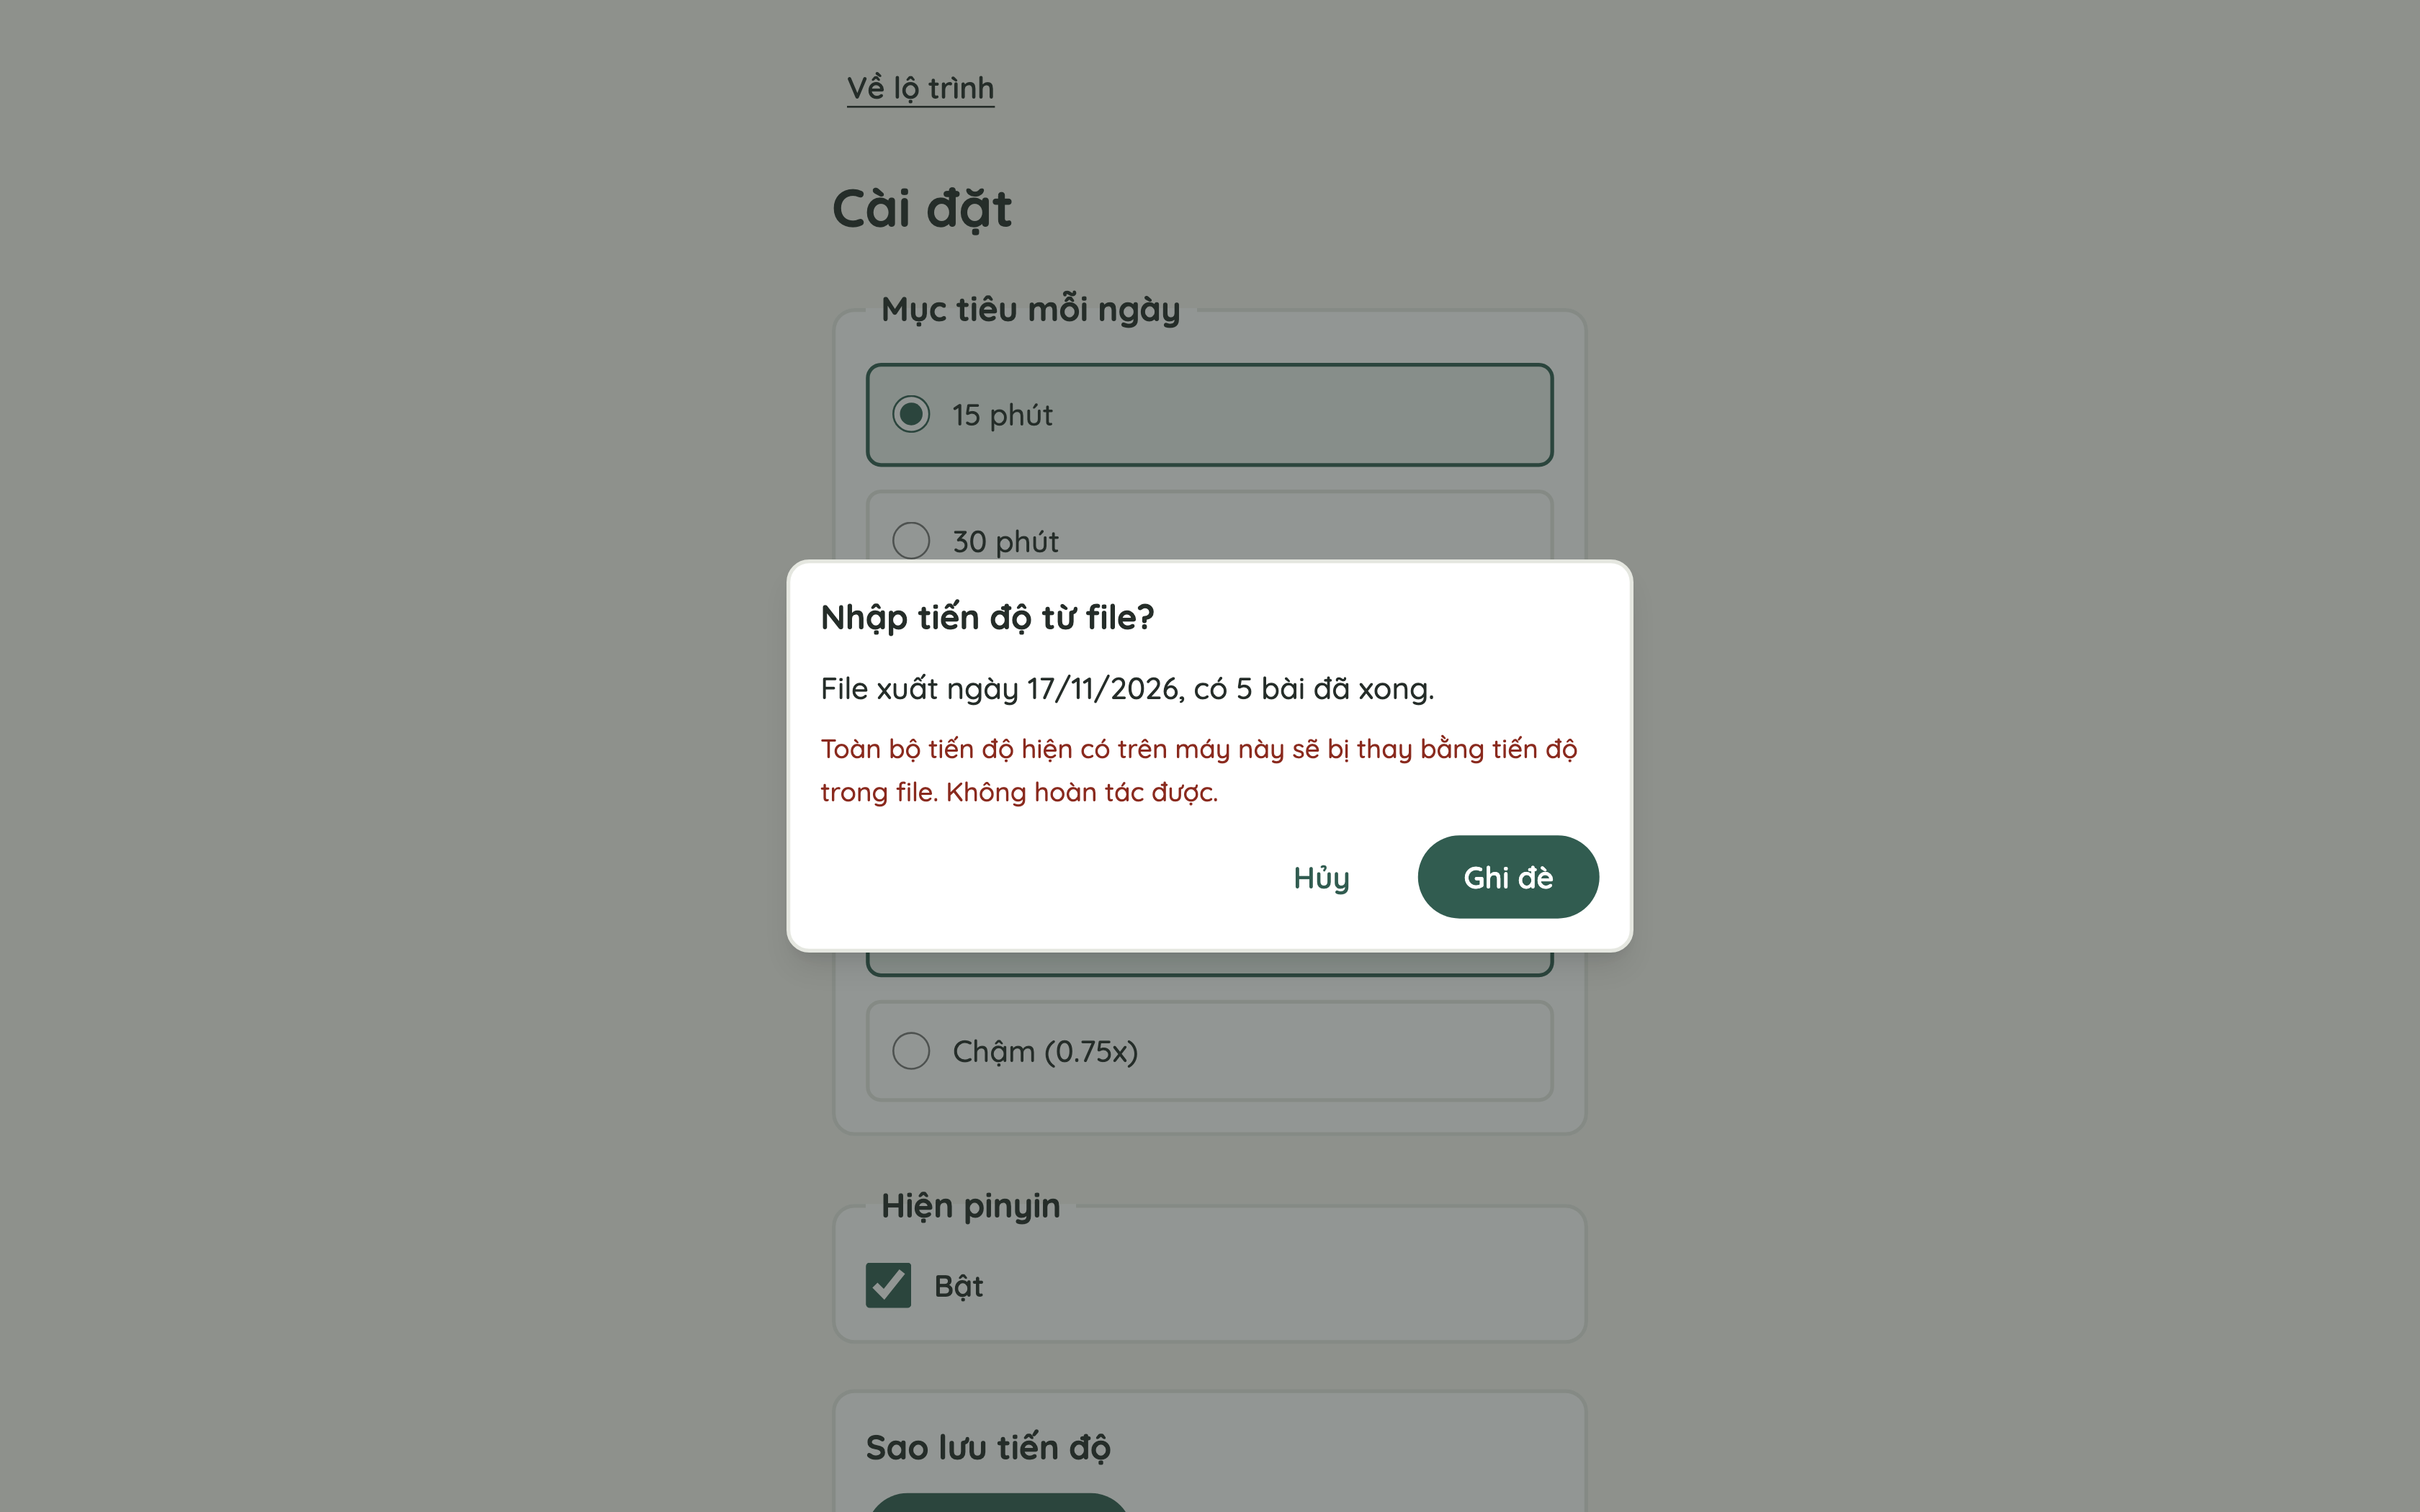 Về lộ trình
Cài đặt
Mục tiêu mỗi ngày
15 phút
30 phút
Nhập tiến độ từ file?
File xuất ngày 17/11/2026, có 5 bài đã xong.
Toàn bộ tiến độ hiện có trên máy này sẽ bị thay bằng tiến độ
trong file. Không hoàn tác được.
Hủy
Ghi đè
Chậm (0.75x)
Hiện pinyin
Bật
Sao lưu tiến độ